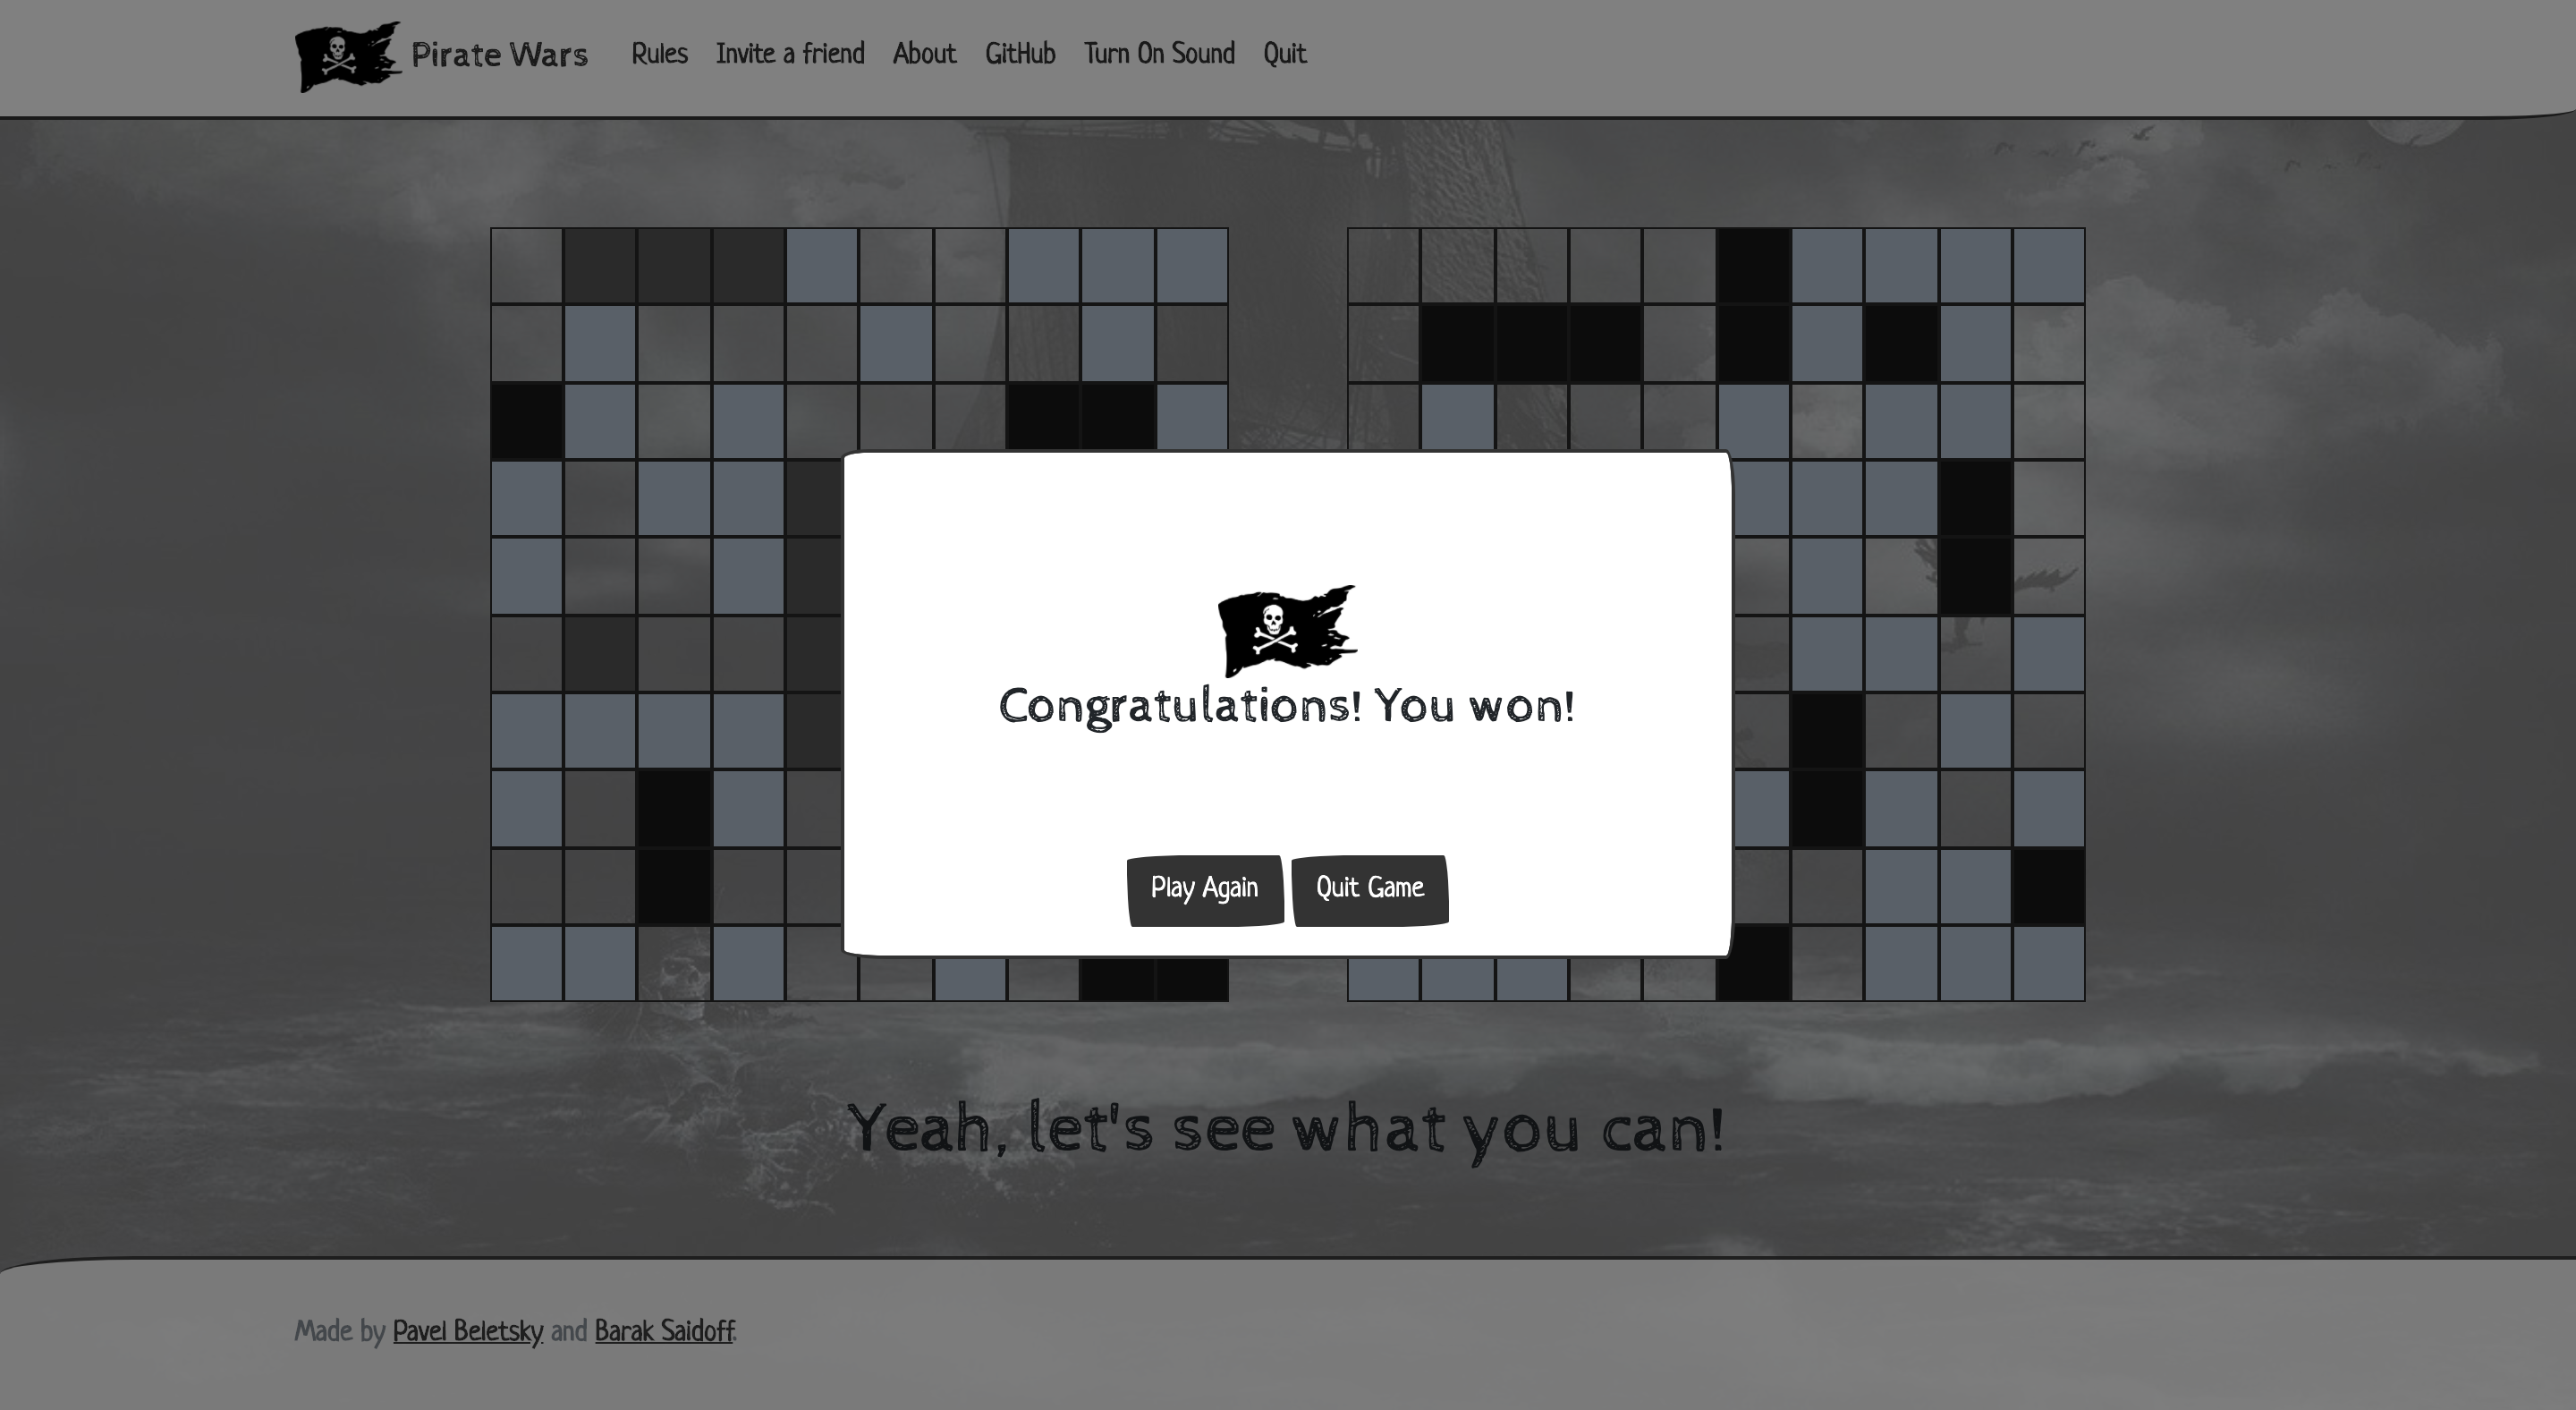 Pirate Wars Rules Invite a friend About GitHub Turn On Sound Quit
Congratulations! You won!
Play Again Quit Game
Yeah, let's see what you can!
Made by Pavel Beletsky and Barak Saidoff.